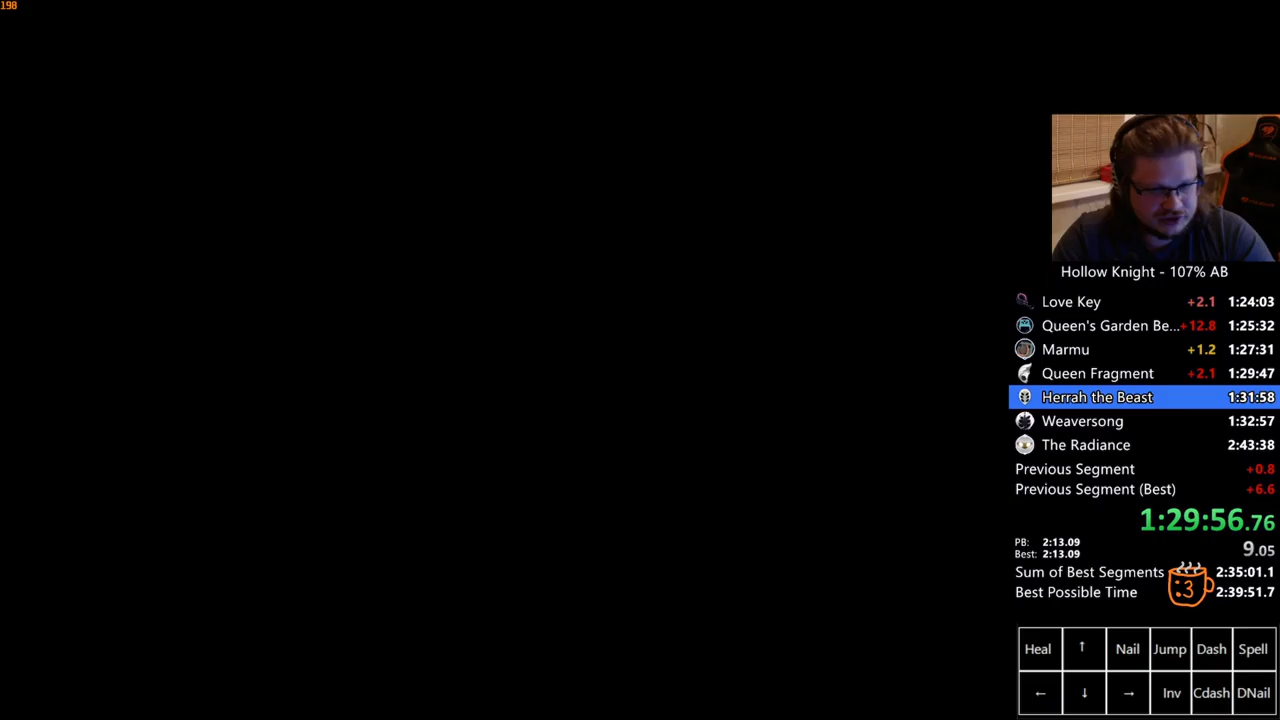 198
Hollow Knight - 107% AB
Love Key +2.1 1:24:03
Queen's Garden Be... +12.8 1:25:32
Marmu +1.2 1:27:31
Queen Fragment +2.1 1:29:47
Herrah the Beast 1:31:58
Weaversong 1:32:57
The Radiance 2:43:38
Previous Segment +0.8
Previous Segment (Best) +6.6
1:29:56.76
PB: 2:13.09 9.05
Best: 2:13.09
Sum of Best Segments 2:35:01.1
Best Possible Time :3 2:39:51.7
Heal ↑ Nail Jump Dash Spell
← ↓ → Inv Cdash DNail